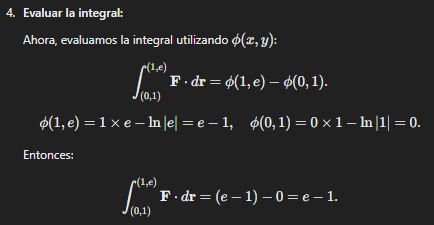 4. Evaluar la integral:
Ahora, evaluamos la integral utilizando ϕ(x, y):
∫_{(0,1)}^{(1,e)} F · dr = ϕ(1, e) − ϕ(0, 1).
ϕ(1, e) = 1 × e − ln |e| = e − 1, ϕ(0, 1) = 0 × 1 − ln |1| = 0.
Entonces:
∫_{(0,1)}^{(1,e)} F · dr = (e − 1) − 0 = e − 1.